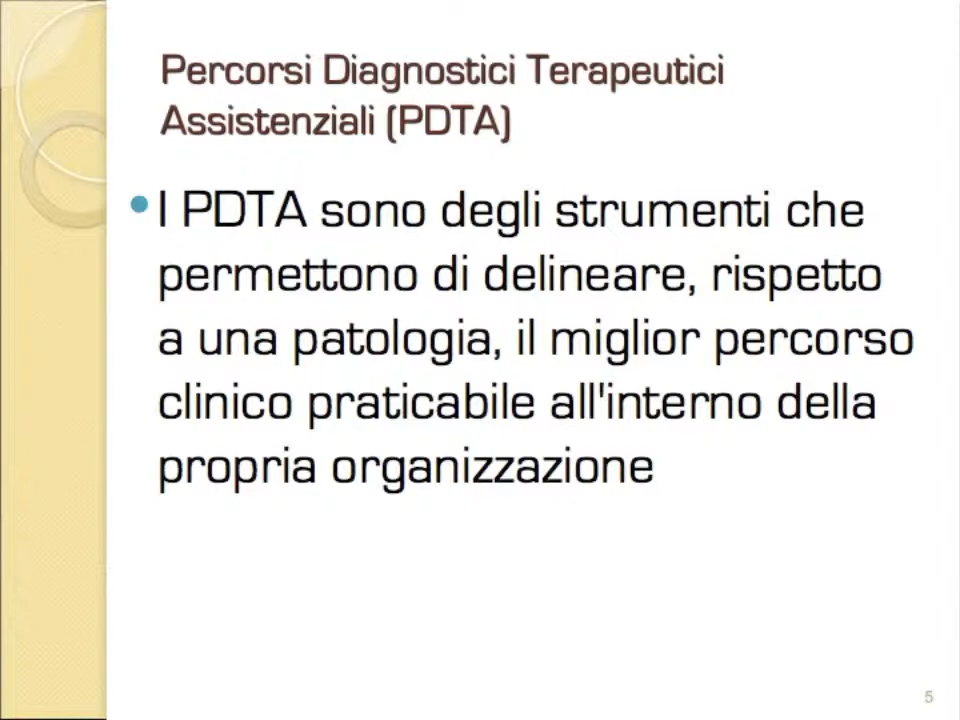 Percorsi Diagnostici Terapeutici
Assistenziali (PDTA)
• I PDTA sono degli strumenti che
permettono di delineare, rispetto
a una patologia, il miglior percorso
clinico praticabile all'interno della
propria organizzazione
5